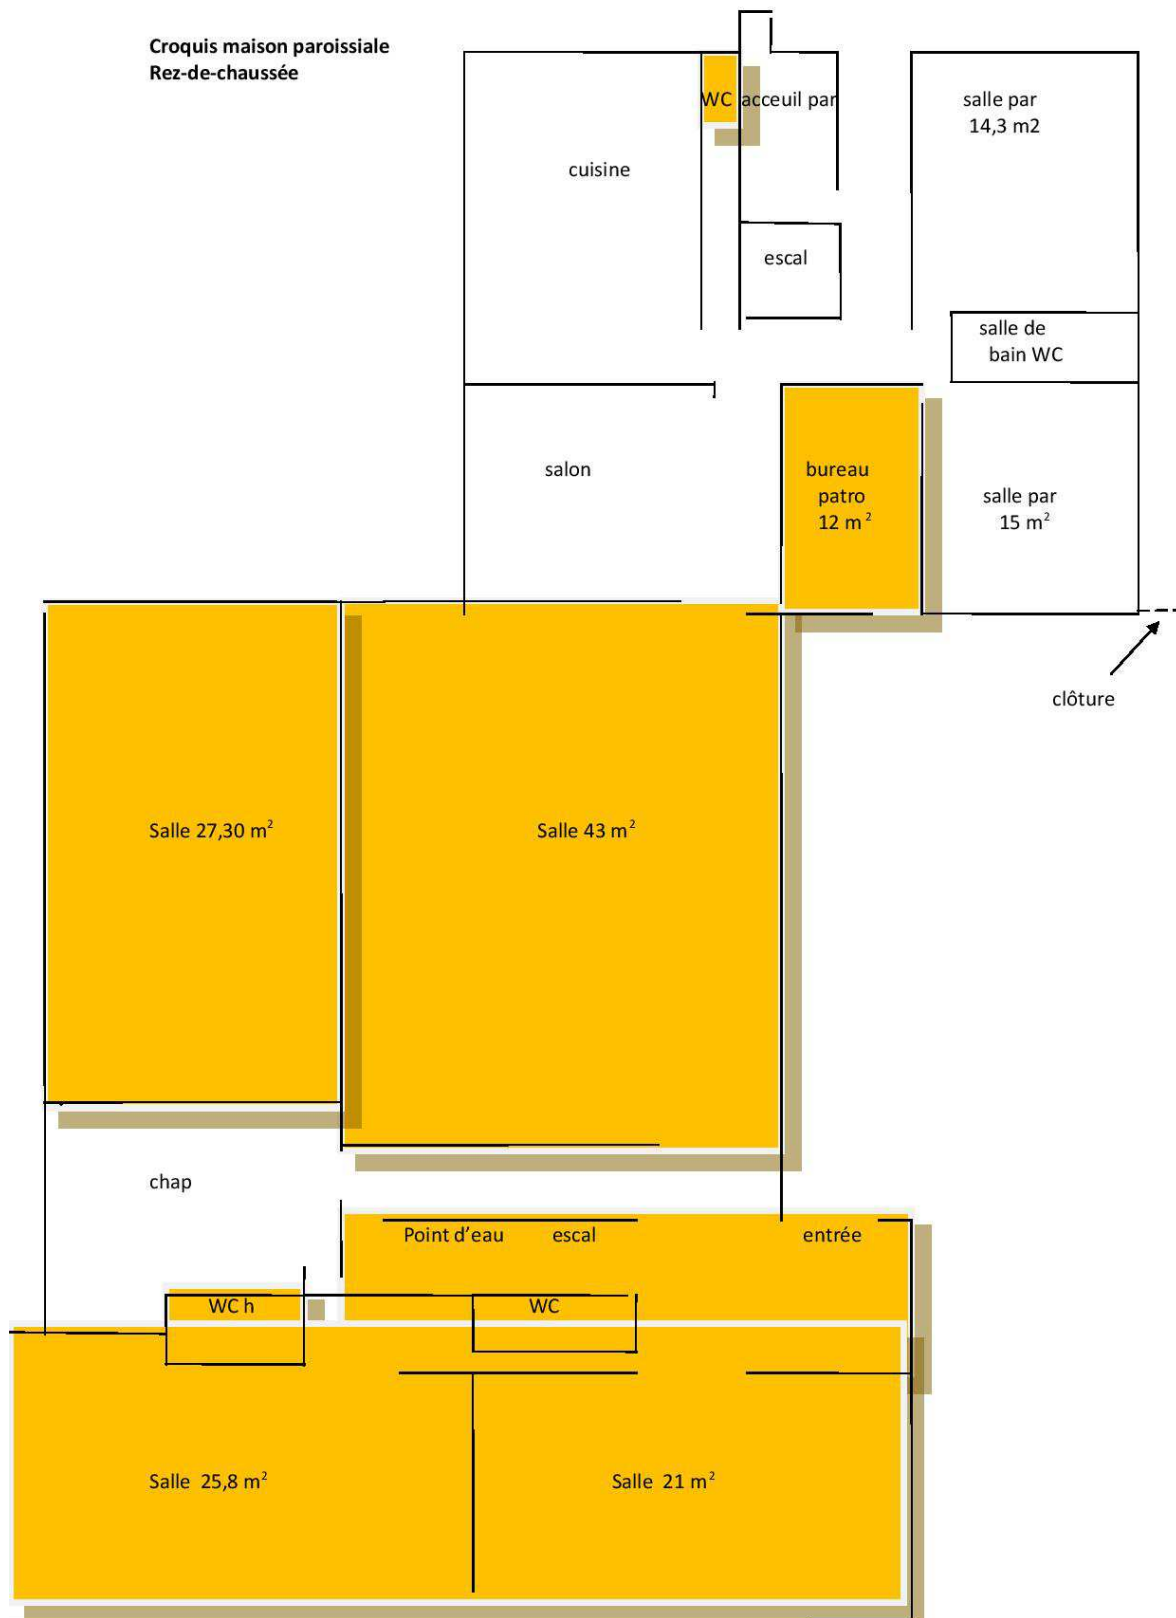 Croquis maison paroissiale
Rez-de-chaussée
WC acceuil par
salle par
14,3 m2
cuisine
escal
salle de
bain WC
salon
bureau
patro
12 m²
salle par
15 m²
clôture
Salle 27,30 m²
Salle 43 m²
chap
Point d’eau escal entrée
WC h
WC
Salle 25,8 m²
Salle 21 m²